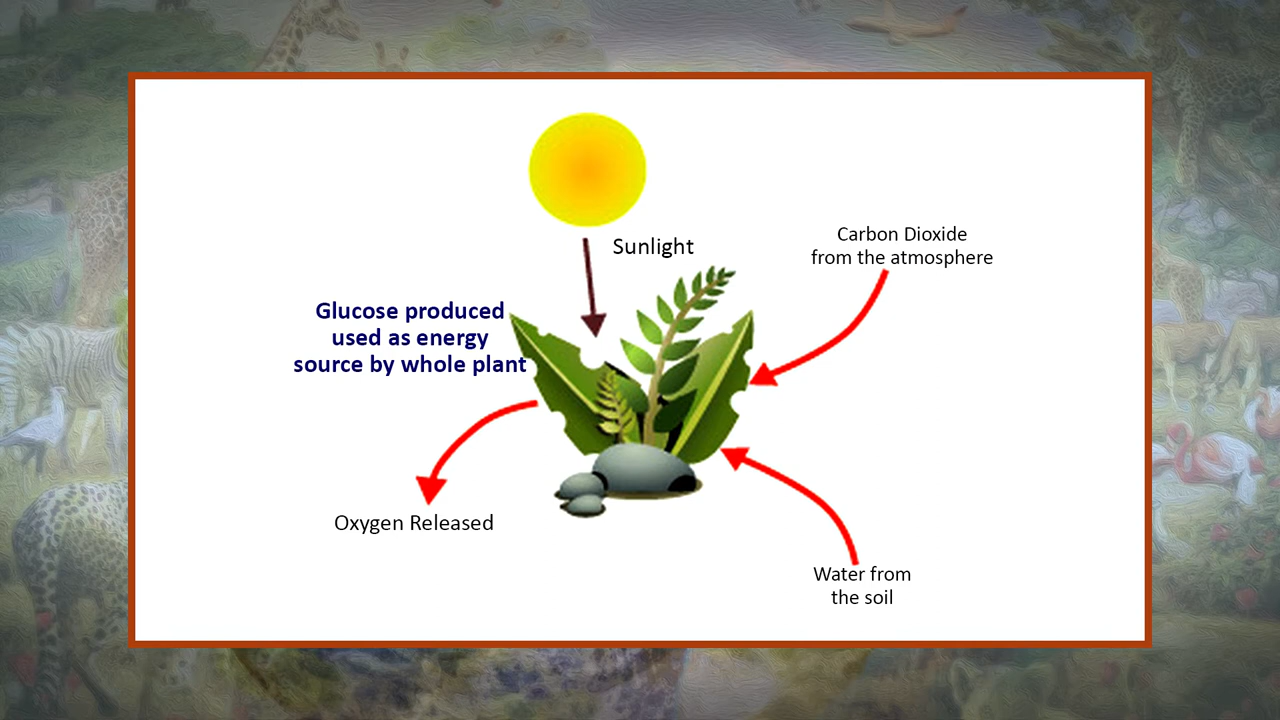 Sunlight
Carbon Dioxide
from the atmosphere
Glucose produced
used as energy
source by whole plant
Oxygen Released
Water from
the soil